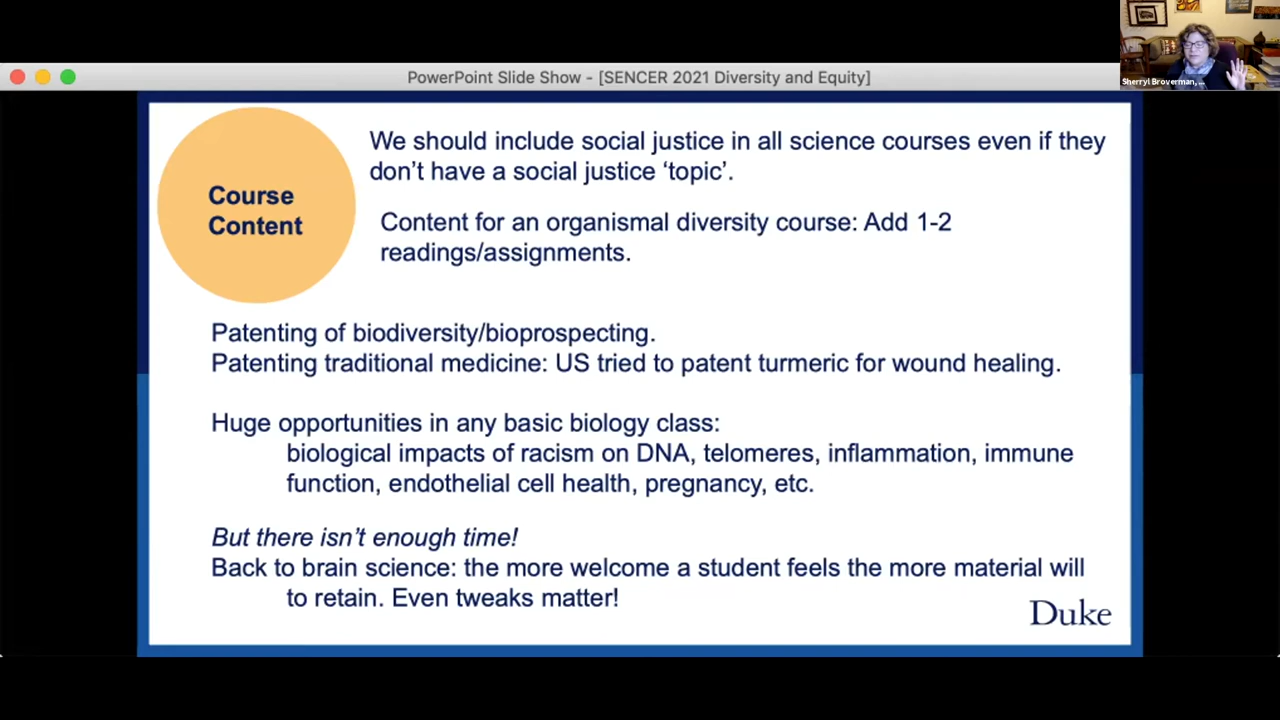 PowerPoint Slide Show - [SENCER 2021 Diversity and Equity]
Sherryl Broverman, ...
Course
Content
We should include social justice in all science courses even if they
don’t have a social justice ‘topic’.
Content for an organismal diversity course: Add 1-2
readings/assignments.
Patenting of biodiversity/bioprospecting.
Patenting traditional medicine: US tried to patent turmeric for wound healing.
Huge opportunities in any basic biology class:
biological impacts of racism on DNA, telomeres, inflammation, immune
function, endothelial cell health, pregnancy, etc.
But there isn’t enough time!
Back to brain science: the more welcome a student feels the more material will
to retain. Even tweaks matter!
Duke